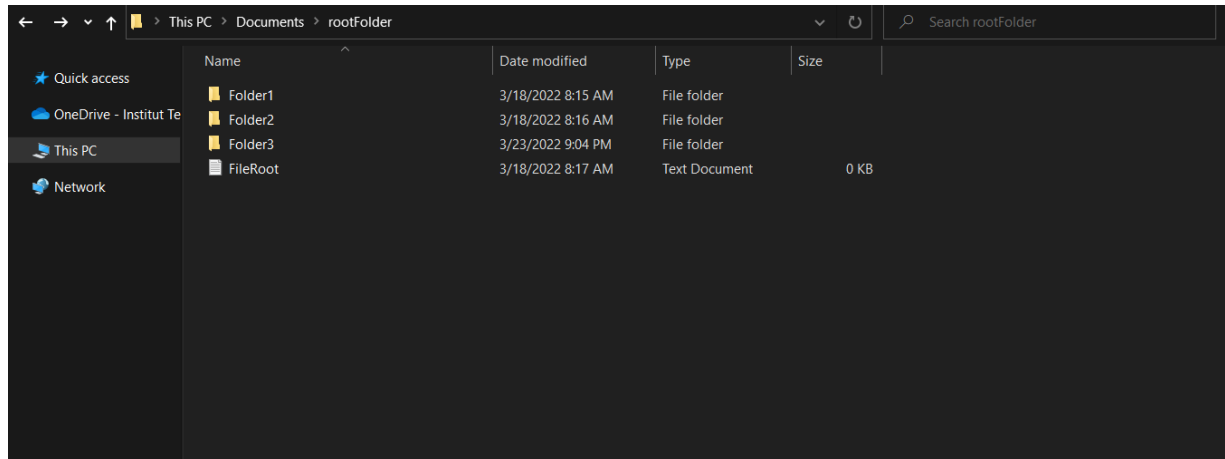 This PC > Documents > rootFolder
Search rootFolder
Quick access
OneDrive - Institut Te
This PC
Network
Name Date modified Type Size
Folder1 3/18/2022 8:15 AM File folder
Folder2 3/18/2022 8:16 AM File folder
Folder3 3/23/2022 9:04 PM File folder
FileRoot 3/18/2022 8:17 AM Text Document 0 KB